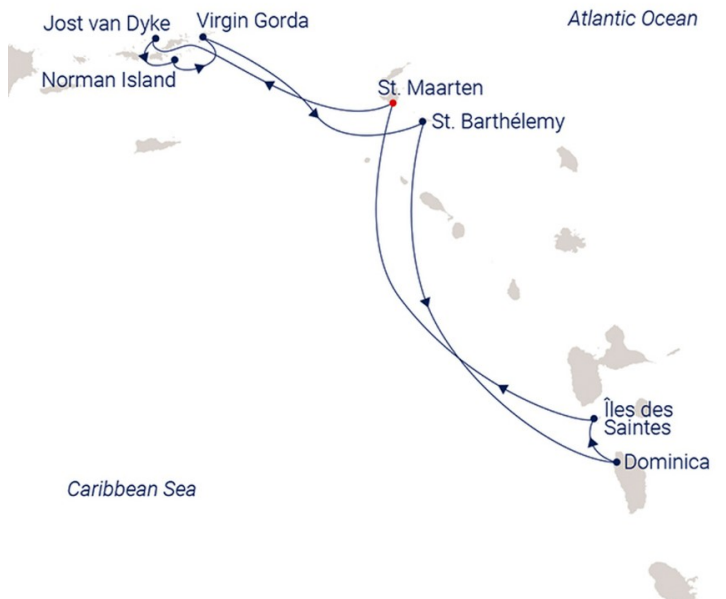 Jost van Dyke
Virgin Gorda
Atlantic Ocean
Norman Island
St. Maarten
St. Barthélemy
Îles des
Saintes
Dominica
Caribbean Sea